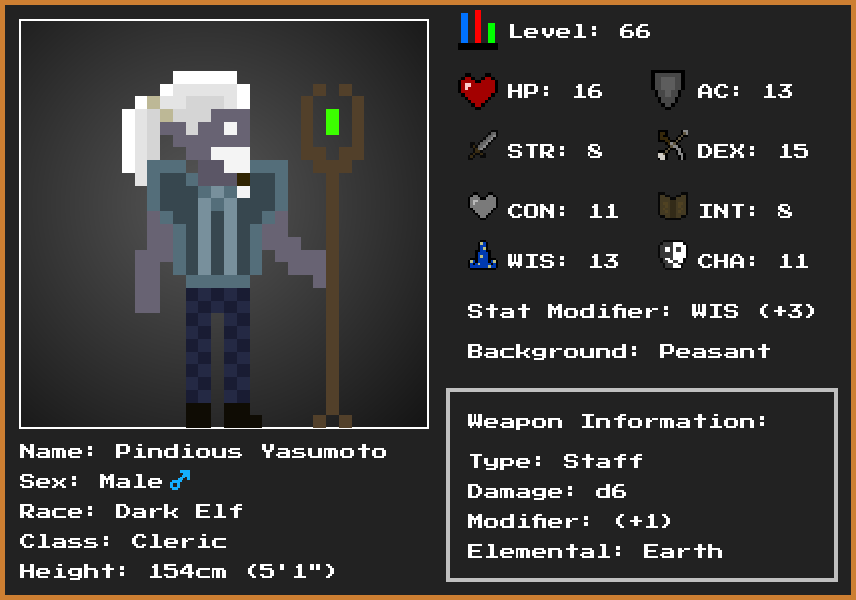 Level: 66
HP: 16 AC: 13
STR: 8 DEX: 15
CON: 11 INT: 8
WIS: 13 CHA: 11
Stat Modifier: WIS (+3)
Background: Peasant
Weapon Information:
Type: Staff
Damage: d6
Modifier: (+1)
Elemental: Earth
Name: Pindious Yasumoto
Sex: Male♂
Race: Dark Elf
Class: Cleric
Height: 154cm (5'1")